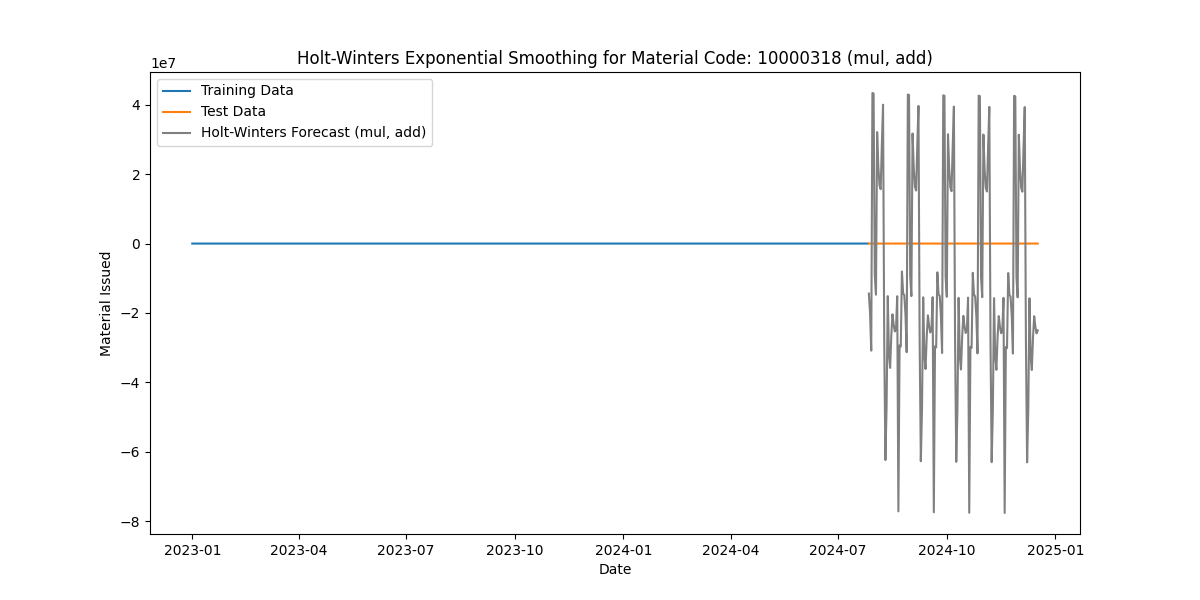 Holt-Winters Exponential Smoothing for Material Code: 10000318 (mul, add)
1e7
Training Data
Test Data
Holt-Winters Forecast (mul, add)
4
2
0
−2
−4
−6
−8
Material Issued
2023-01 2023-04 2023-07 2023-10 2024-01 2024-04 2024-07 2024-10 2025-01
Date